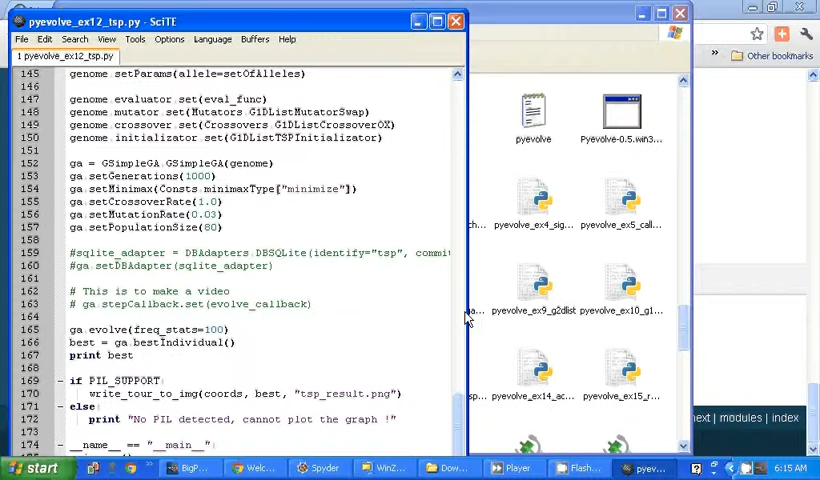 pyevolve_ex12_tsp.py - SciTE
File Edit Search View Tools Options Language Buffers Help
1 pyevolve_ex12_tsp.py
Other bookmarks
145 genome.setParams(allele=setOfAlleles)
147 genome.evaluator.set(eval_func)
148 genome.mutator.set(Mutators.G1DListMutatorSwap)
149 genome.crossover.set(Crossovers.G1DListCrossoverOX)
150 genome.initializator.set(G1DListTSPInitializator)
152 ga = GSimpleGA.GSimpleGA(genome)
153 ga.setGenerations(1000)
154 ga.setMinimax(Consts.minimaxType["minimize"])
155 ga.setCrossoverRate(1.0)
156 ga.setMutationRate(0.03)
157 ga.setPopulationSize(80)
158
159 #sqlite_adapter = DBAdapters.DBSQLite(identify="tsp", commit
160 #ga.setDBAdapter(sqlite_adapter)
161
162 # This is to make a video
163 # ga.stepCallback.set(evolve_callback)
164
165 ga.evolve(freq_stats=100)
166 best = ga.bestIndividual()
167 print best
169 if PIL_SUPPORT:
170 write_tour_to_img(coords, best, "tsp_result.png")
171 else:
172 print "No PIL detected, cannot plot the graph !"
174 __name__ == "__main__":
pyevolve
Pyevolve-0.5.win3...
ch...
pyevolve_ex4_sig...
pyevolve_ex5_call...
pyevolve_ex9_g2dlist
pyevolve_ex10_g1...
sp...
pyevolve_ex14_ac...
pyevolve_ex15_r...
next | modules | index
start
BigP...
Welc...
Spyder
WinZ...
Dow...
Player
Flash...
pyev...
6:15 AM